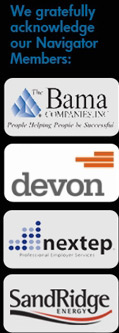 We gratefully
acknowledge
our Navigator
Members:
The
Bama
COMPANIES, INC.
People Helping People be Successful
devon
nextep
Professional Employer Services
SandRidge
ENERGY